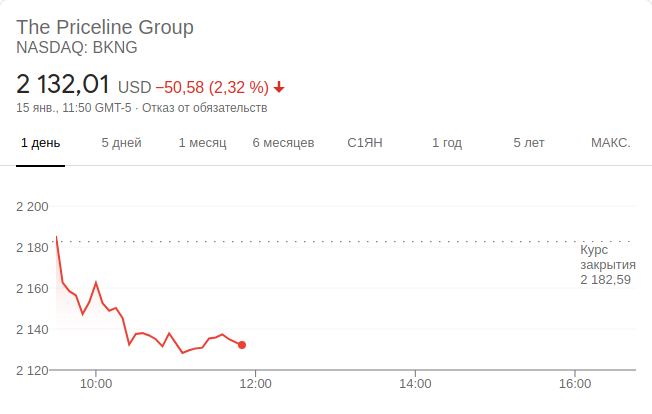 The Priceline Group
NASDAQ: BKNG
2 132,01 USD −50,58 (2,32 %)
15 янв., 11:50 GMT-5 · Отказ от обязательств
1 день 5 дней 1 месяц 6 месяцев С1ЯН 1 год 5 лет МАКС.
2 200
2 180
Курс
закрытия
2 182,59
2 160
2 140
2 120
10:00 12:00 14:00 16:00